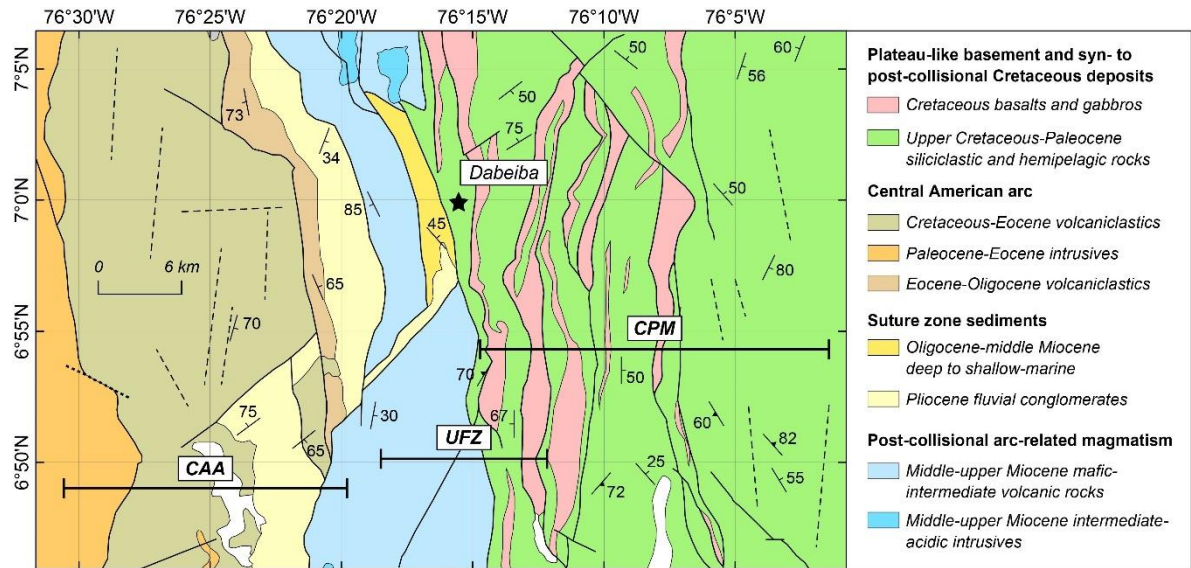 76°30'W 76°25'W 76°20'W 76°15'W 76°10'W 76°5'W
7°5'N
7°0'N
6°55'N
6°50'N
50
60
56
73
50
34
75
Dabeiba
50
85
45
0 6 km
65
80
70
CPM
70
50
75
30
67
60
65
UFZ
82
CAA
25
55
72
Plateau-like basement and syn- to
post-collisional Cretaceous deposits
Cretaceous basalts and gabbros
Upper Cretaceous-Paleocene
siliciclastic and hemipelagic rocks
Central American arc
Cretaceous-Eocene volcaniclastics
Paleocene-Eocene intrusives
Eocene-Oligocene volcaniclastics
Suture zone sediments
Oligocene-middle Miocene
deep to shallow-marine
Pliocene fluvial conglomerates
Post-collisional arc-related magmatism
Middle-upper Miocene mafic-
intermediate volcanic rocks
Middle-upper Miocene intermediate-
acidic intrusives